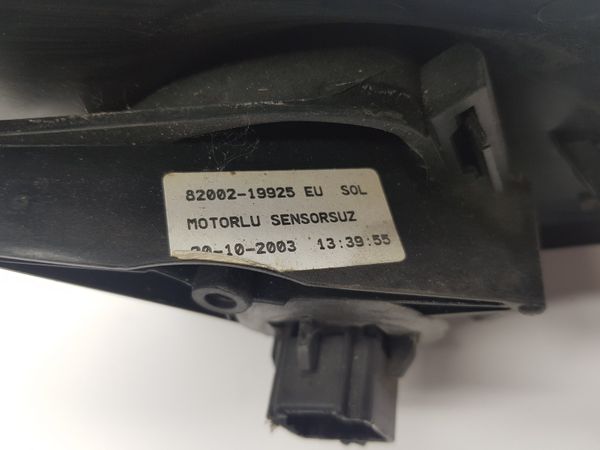 82002-19925 EU SOL
MOTORLU SENSORSUZ
20-10-2003 13:39:55